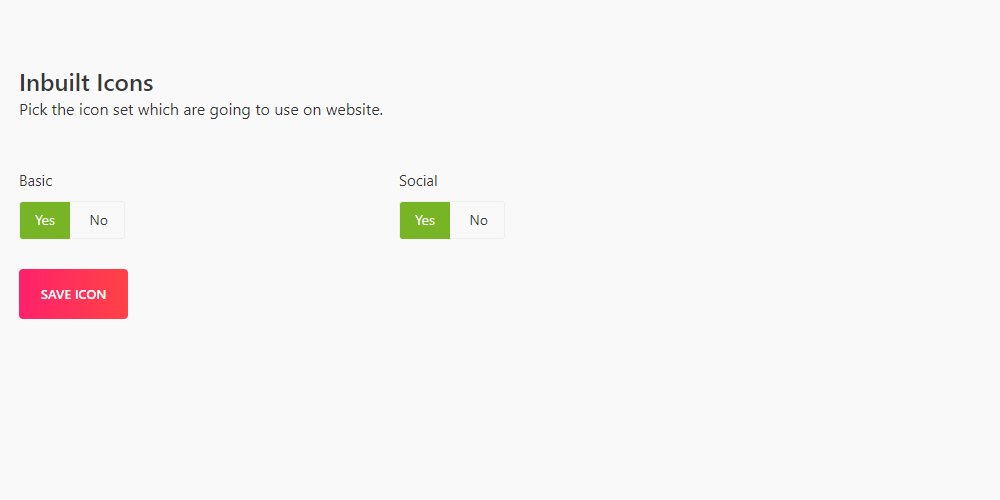 Inbuilt Icons
Pick the icon set which are going to use on website.
Basic
Social
Yes No
Yes No
SAVE ICON